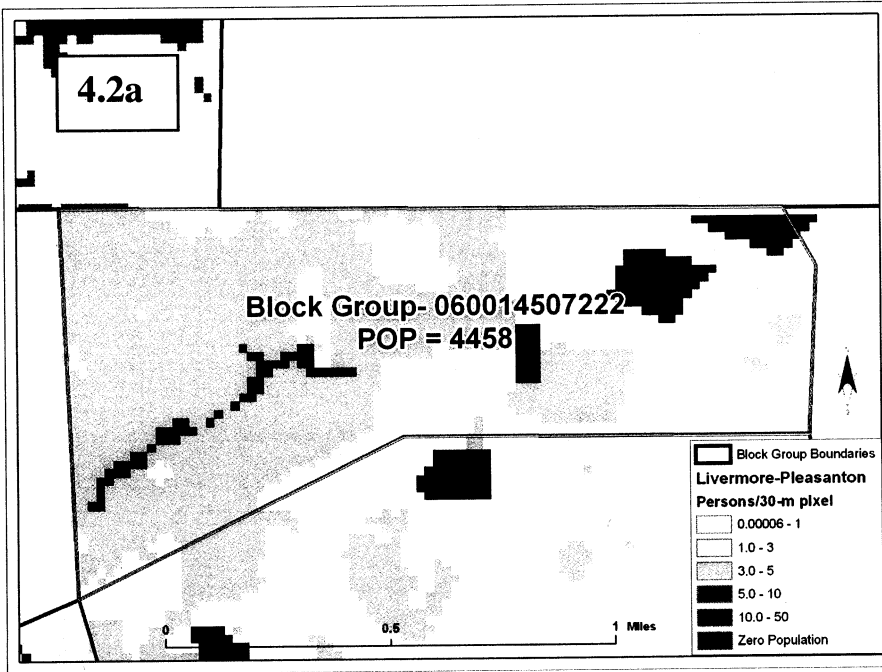 4.2a
Block Group- 060014507222
POP = 4458
Block Group Boundaries
Livermore-Pleasanton
Persons/30-m pixel
0.00006 - 1
1.0 - 3
3.0 - 5
5.0 - 10
10.0 - 50
Zero Population
0 0.5 1 Miles